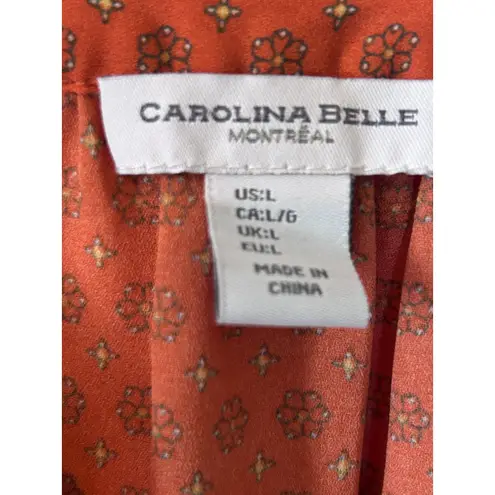 CAROLINA BELLE
MONTRÉAL
US:L
CA:L/G
UK:L
EU:L
MADE IN
CHINA